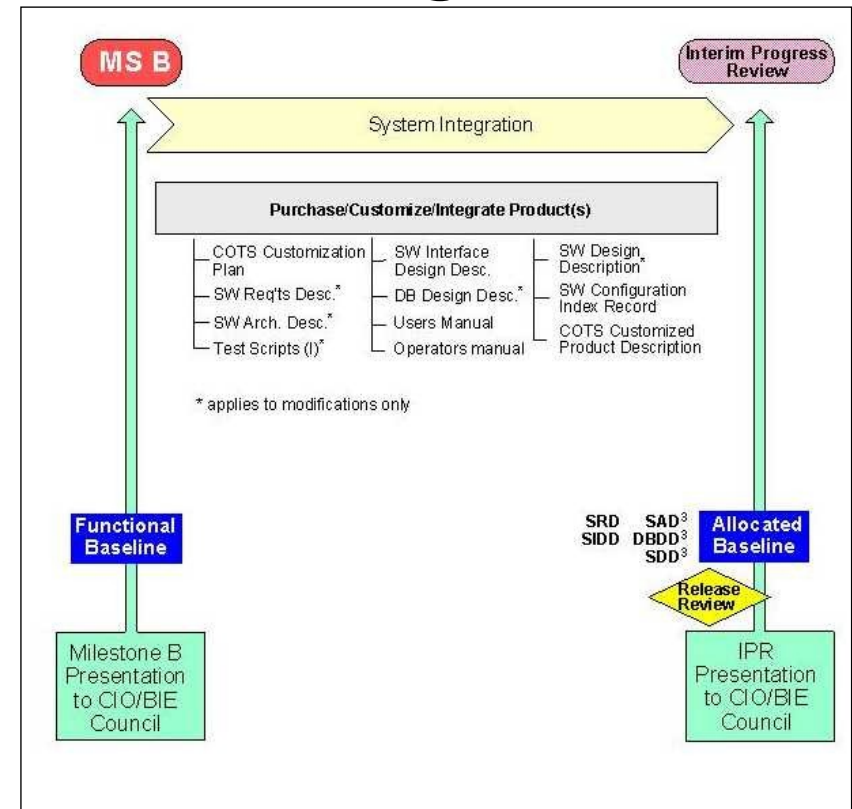 MS B
Interim Progress
Review
System Integration
Purchase/Customize/Integrate Product(s)
COTS Customization
Plan
SW Req'ts Desc.*
SW Arch. Desc.*
Test Scripts (I)*
SW Interface
Design Desc.
DB Design Desc.*
Users Manual
Operators manual
SW Design
Description*
SW Configuration
Index Record
COTS Customized
Product Description
* applies to modifications only
Functional
Baseline
SRD SAD³
SIDD DBDD³
SDD³
Allocated
Baseline
Release
Review
Milestone B
Presentation
to CIO/BIE
Council
IPR
Presentation
to CIO/BIE
Council